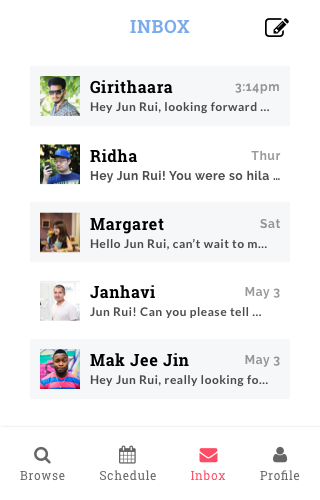 INBOX
Girithaara 3:14pm
Hey Jun Rui, looking forward ...
Ridha Thur
Hey Jun Rui! You were so hila ...
Margaret Sat
Hello Jun Rui, can't wait to m...
Janhavi May 3
Jun Rui! Can you please tell ...
Mak Jee Jin May 3
Hey Jun Rui, really looking fo...
Browse Schedule Inbox Profile